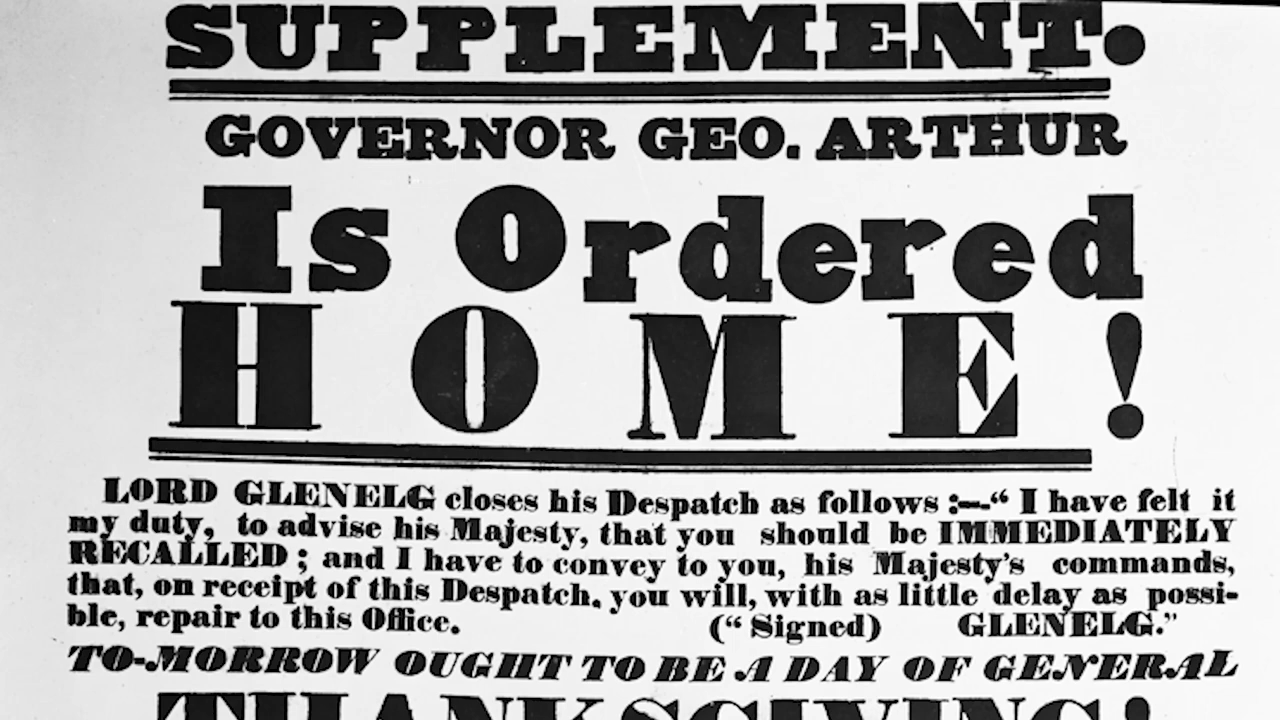 SUPPLEMENT.
GOVERNOR GEO. ARTHUR
Is Ordered
HOME!
LORD GLENELG closes his Despatch as follows :—“ I have felt it
my duty, to advise his Majesty, that you should be IMMEDIATELY
RECALLED ; and I have to convey to you, his Majesty's commands,
that, on receipt of this Despatch, you will, with as little delay as possi-
ble, repair to this Office. (“ Signed) GLENELG.”
TO-MORROW OUGHT TO BE A DAY OF GENERAL
THANKSGIVING!